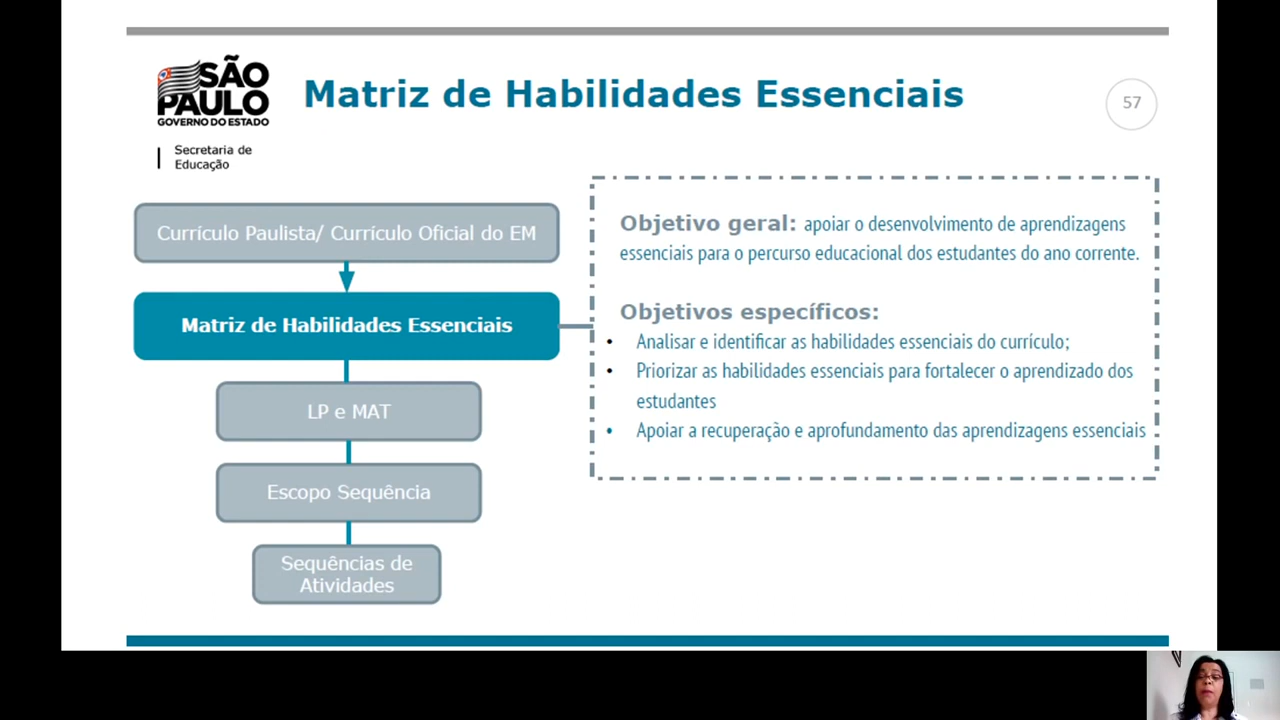 SÃO
PAULO
GOVERNO DO ESTADO
Secretaria de
Educação
Matriz de Habilidades Essenciais
57
Currículo Paulista/ Currículo Oficial do EM
Matriz de Habilidades Essenciais
LP e MAT
Escopo Sequência
Sequências de
Atividades
Objetivo geral: apoiar o desenvolvimento de aprendizagens
essenciais para o percurso educacional dos estudantes do ano corrente.
Objetivos específicos:
• Analisar e identificar as habilidades essenciais do currículo;
• Priorizar as habilidades essenciais para fortalecer o aprendizado dos
estudantes
• Apoiar a recuperação e aprofundamento das aprendizagens essenciais